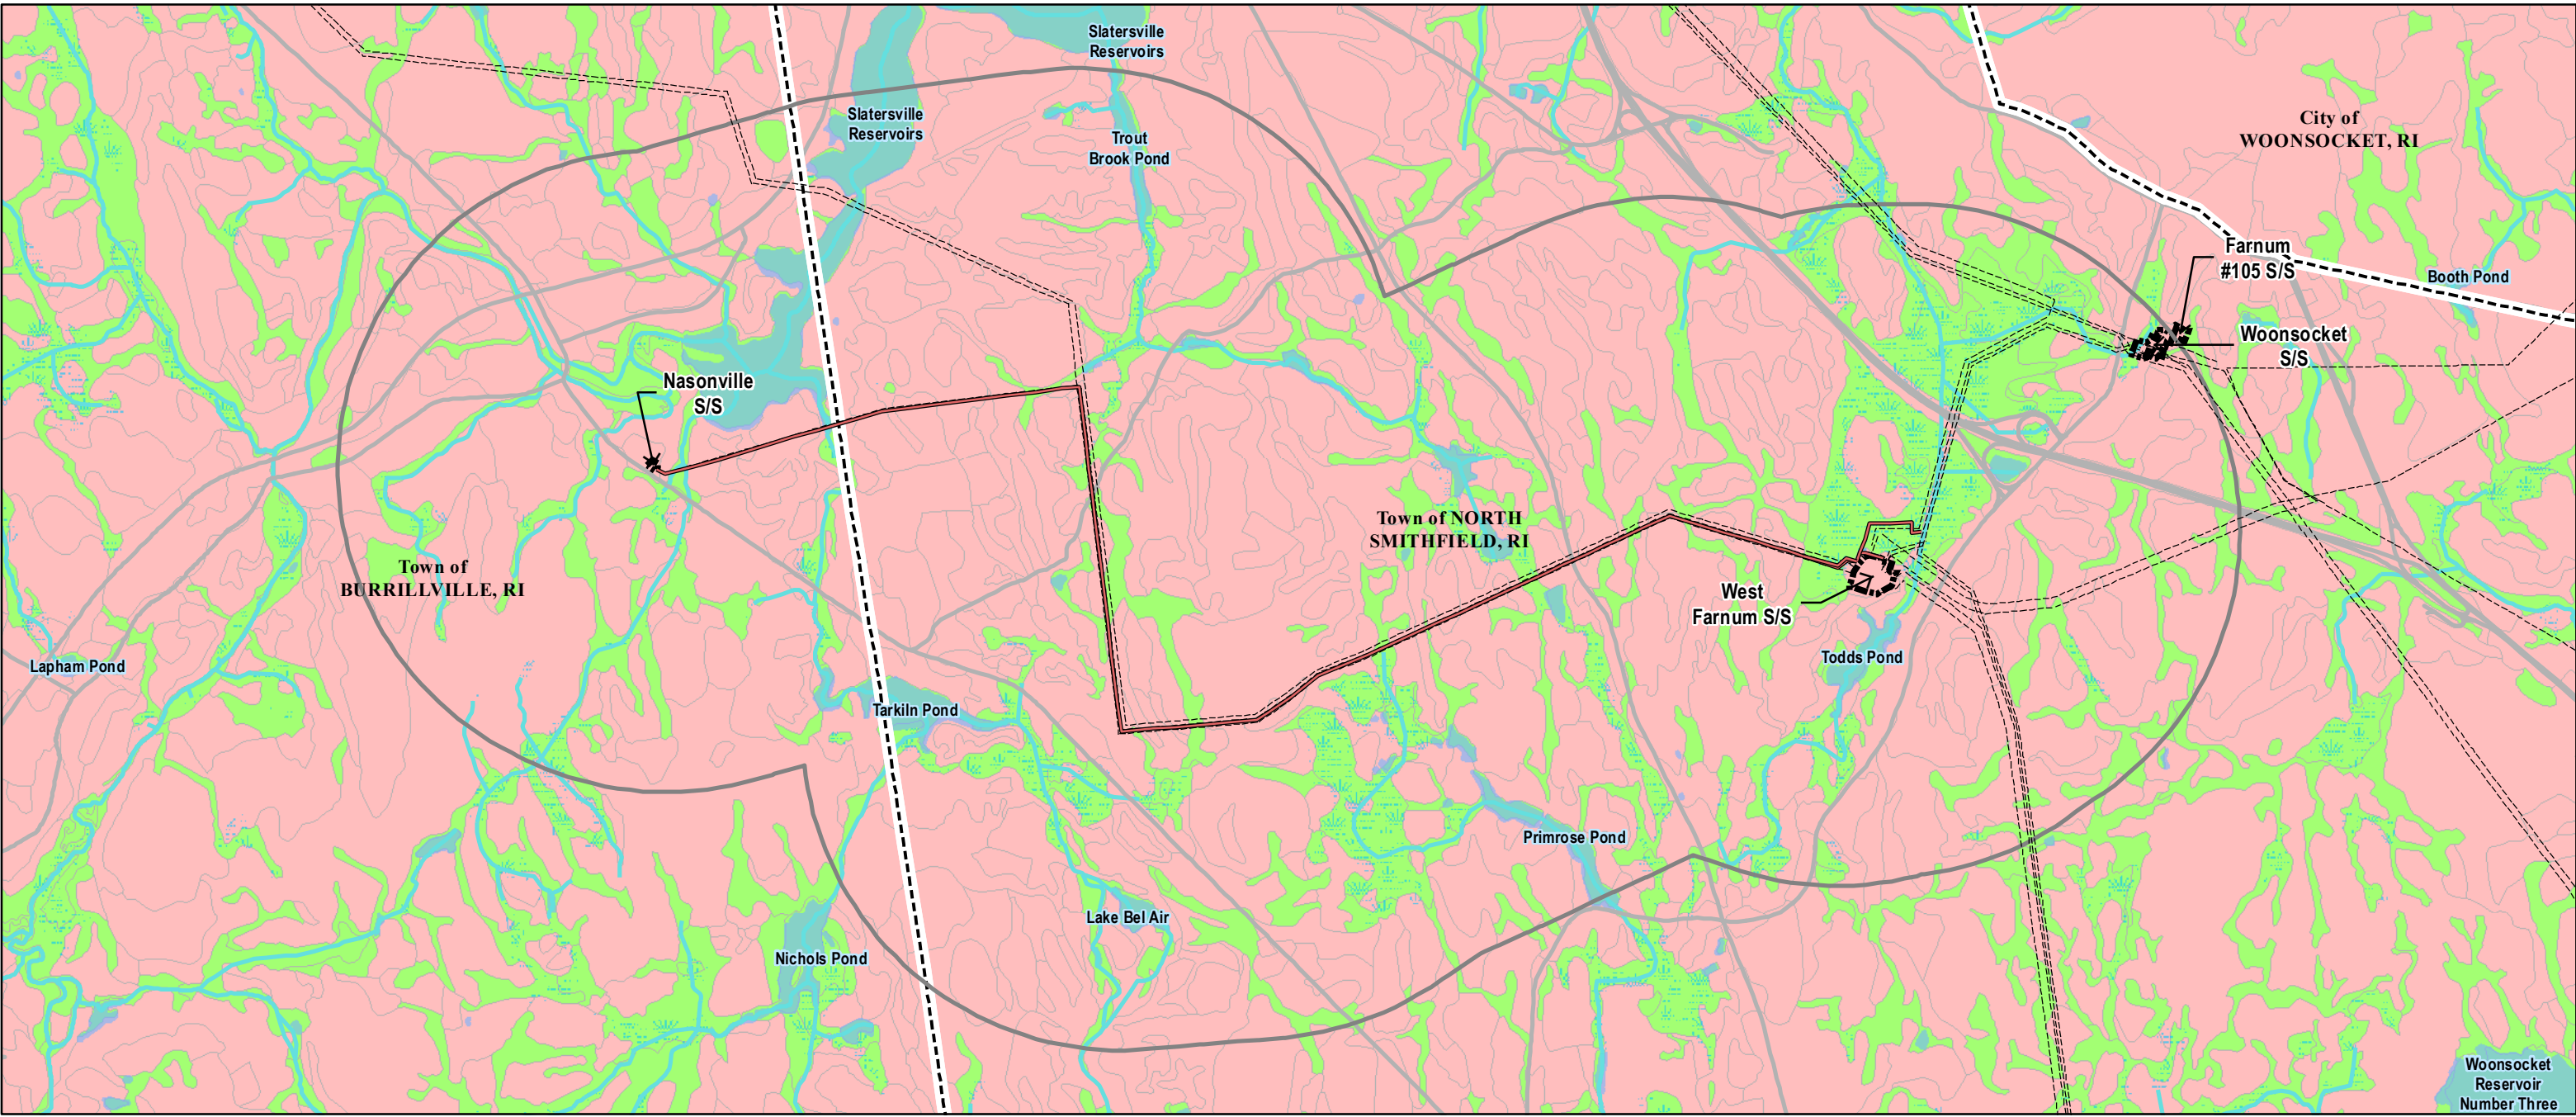 Slatersville
Reservoirs
Slatersville
Reservoirs
Trout
Brook Pond
City of
WOONSOCKET, RI
Farnum
#105 S/S
Booth Pond
Woonsocket
S/S
Nasonville
S/S
Town of NORTH
SMITHFIELD, RI
Town of
BURRILLVILLE, RI
West
Farnum S/S
Lapham Pond
Todds Pond
Tarkiln Pond
Primrose Pond
Lake Bel Air
Nichols Pond
Woonsocket
Reservoir
Number Three